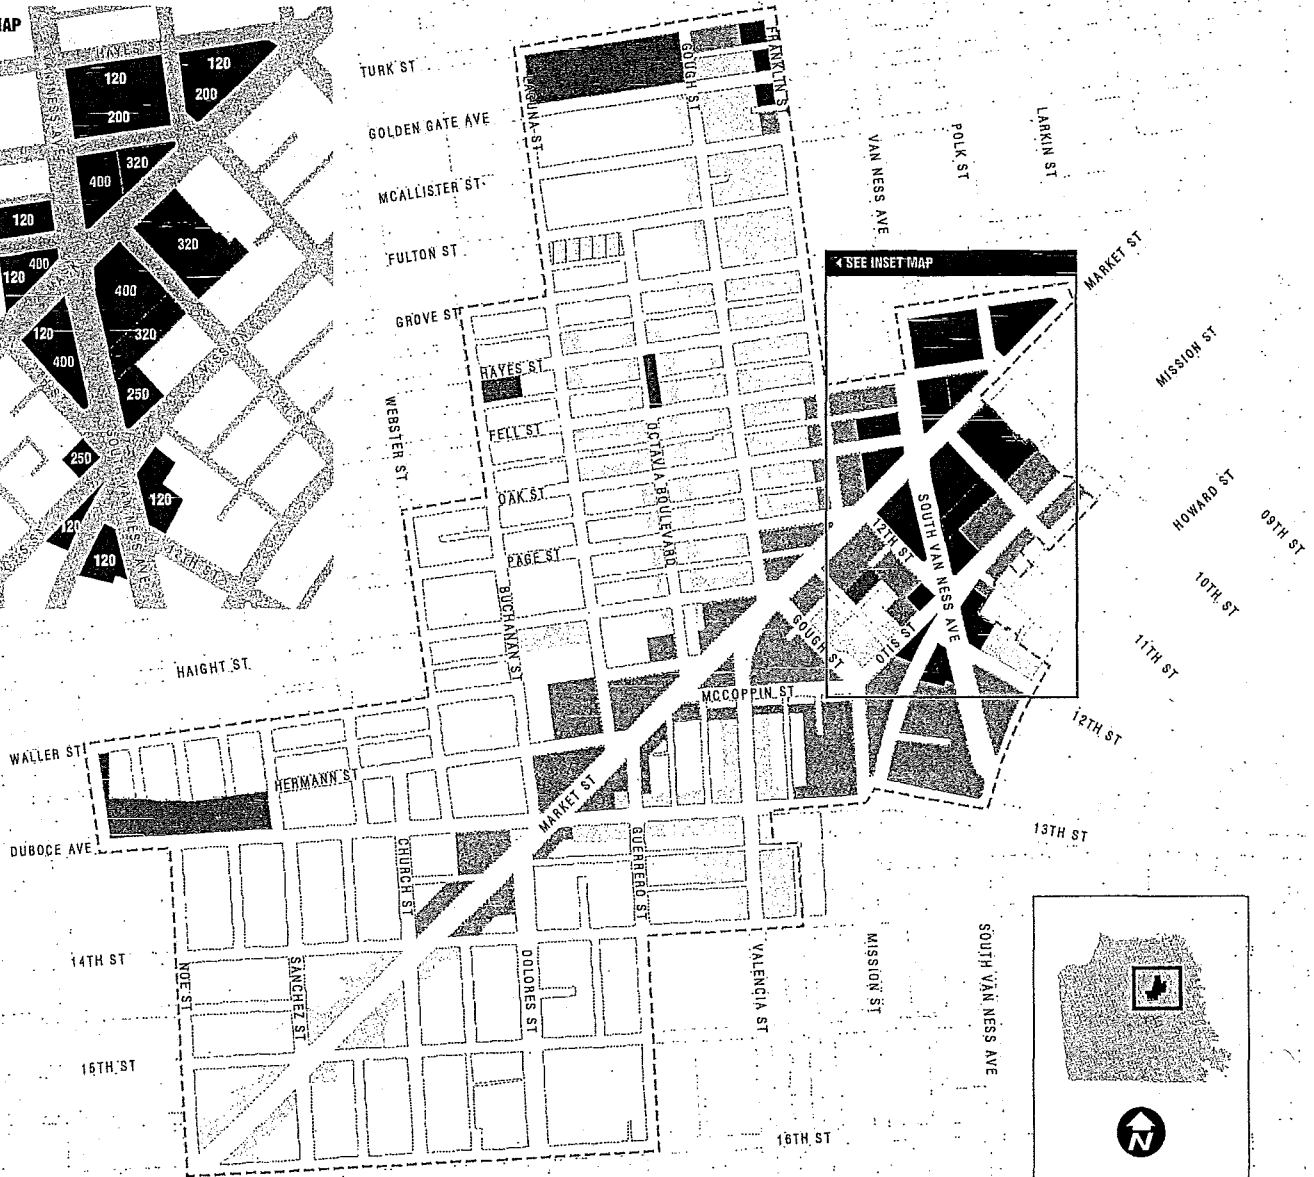 MAP
HAYES ST
120
120
200
200
320
400
120
320
400
120
400
120
320
400
250
250
120
120
120
SOUTH VAN NESS AVE
TURK ST
GOLDEN GATE AVE
MCALLISTER ST
FULTON ST
GROVE ST
HAYES ST
FELL ST
OAK ST
PAGE ST
HAIGHT ST
WALLER ST
HERMANN ST
DUBOCE AVE
14TH ST
15TH ST
16TH ST
13TH ST
12TH ST
11TH ST
10TH ST
09TH ST
HOWARD ST
MISSION ST
MARKET ST
LARKIN ST
POLK ST
VAN NESS AVE
FRANKLIN ST
GOUGH ST
LAGUNA ST
SEE INSET MAP
WEBSTER ST
OCTAVIA BOULEVARD
BUCHANAN ST
12TH ST
SOUTH VAN NESS AVE
GOUGH ST
OTIS ST
MCCOPPIN ST
MARKET ST
CHURCH ST
GUERRERO ST
NOE ST
SANCHEZ ST
DOLORES ST
VALENCIA ST
MISSION ST
SOUTH VAN NESS AVE
N